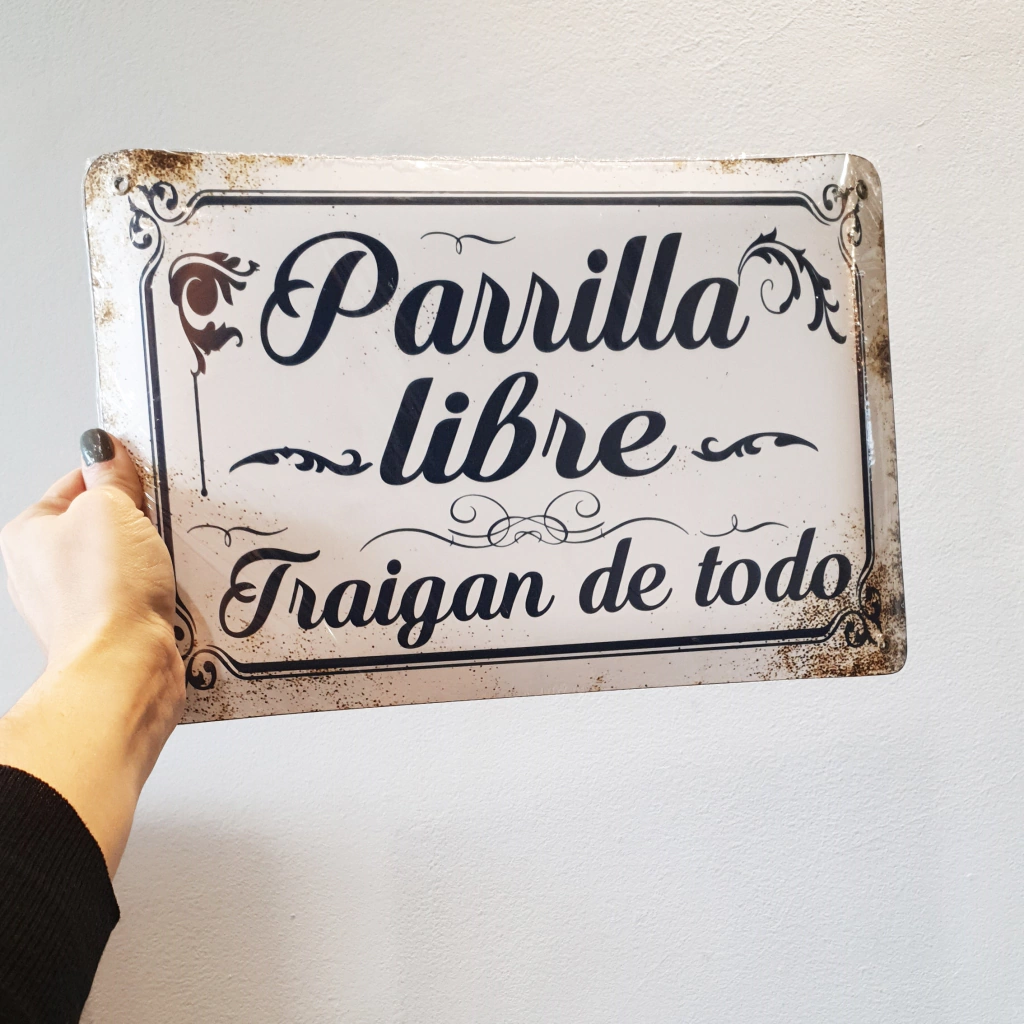 Parrilla
libre
Traigan de todo